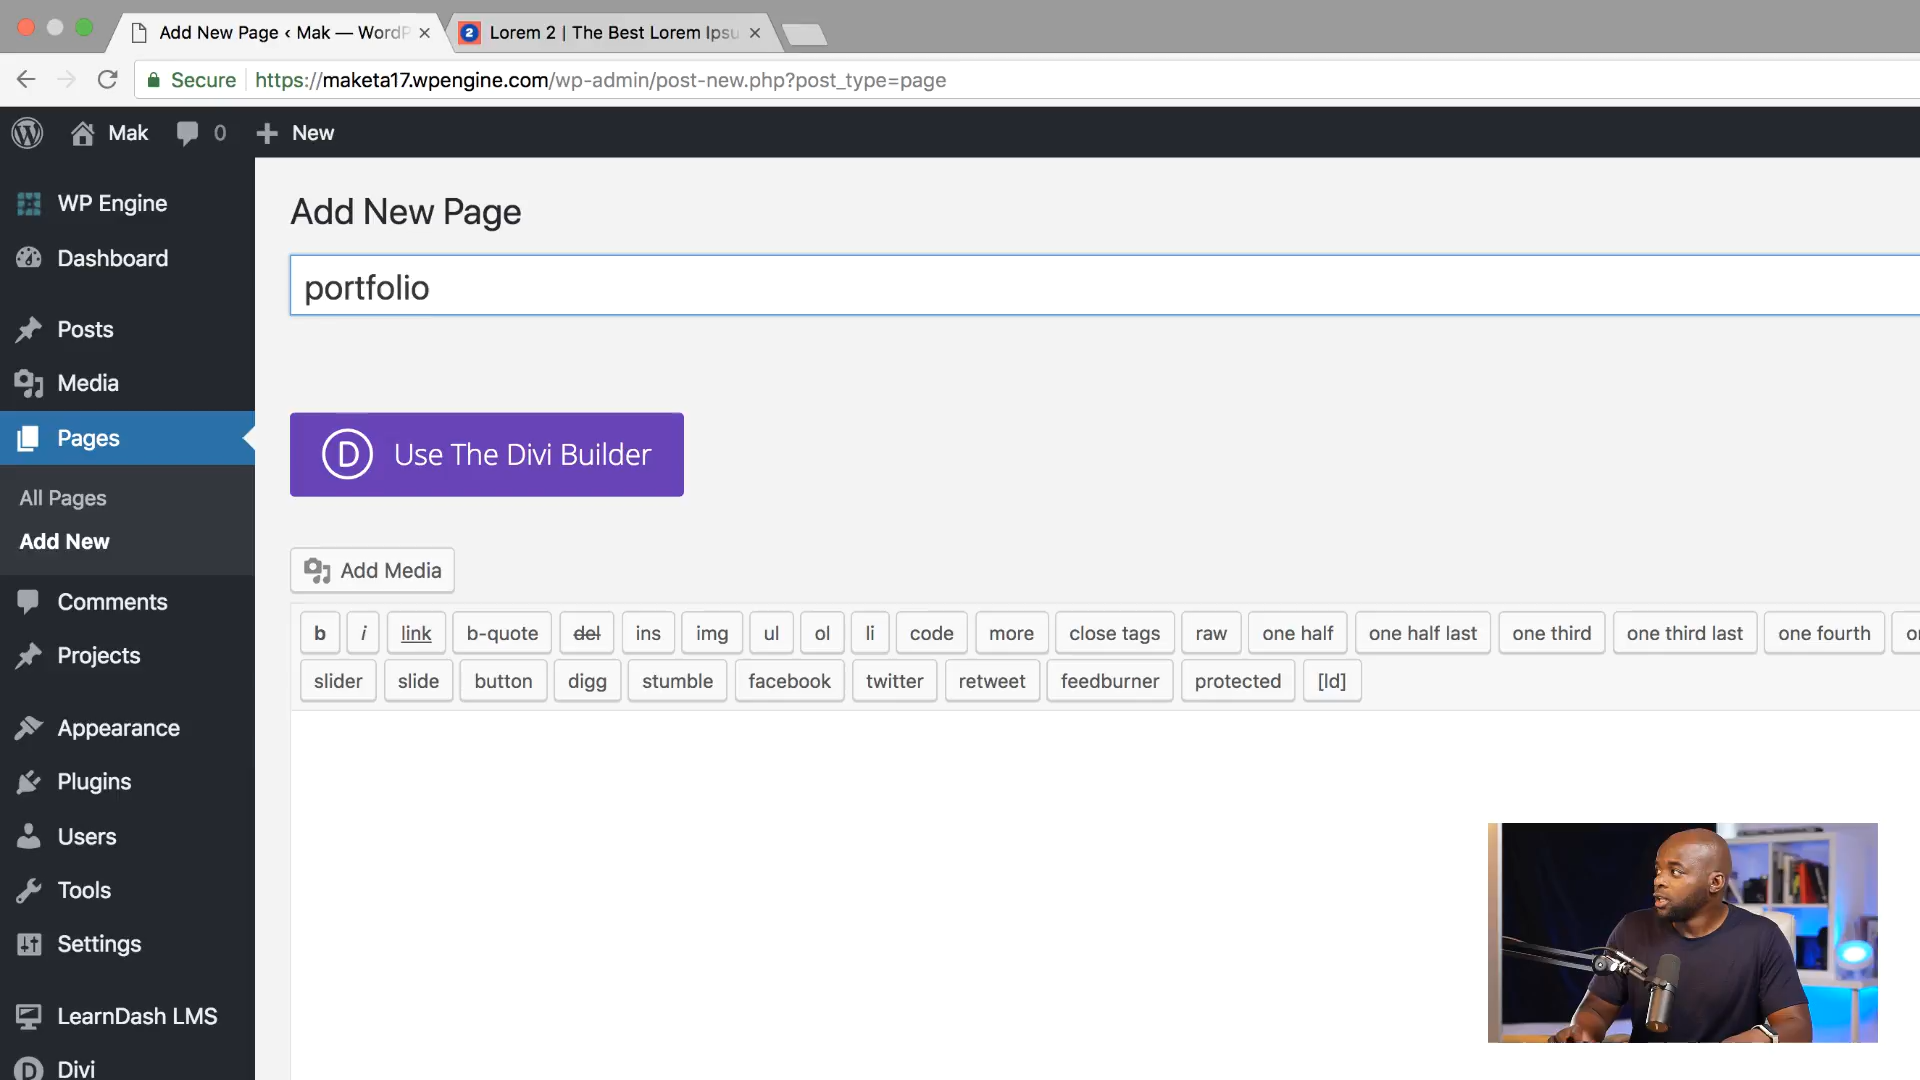 Add New Page ‹ Mak — WordP
Lorem 2 | The Best Lorem Ipsu
Secure
https://maketa17.wpengine.com/wp-admin/post-new.php?post_type=page
Mak
0
New
WP Engine
Dashboard
Posts
Media
Pages
All Pages
Add New
Comments
Projects
Appearance
Plugins
Users
Tools
Settings
LearnDash LMS
Divi
Add New Page
portfolio
D Use The Divi Builder
Add Media
b i link b-quote del ins img ul ol li code more close tags raw one half one half last one third one third last one fourth
slider slide button digg stumble facebook twitter retweet feedburner protected [ld]